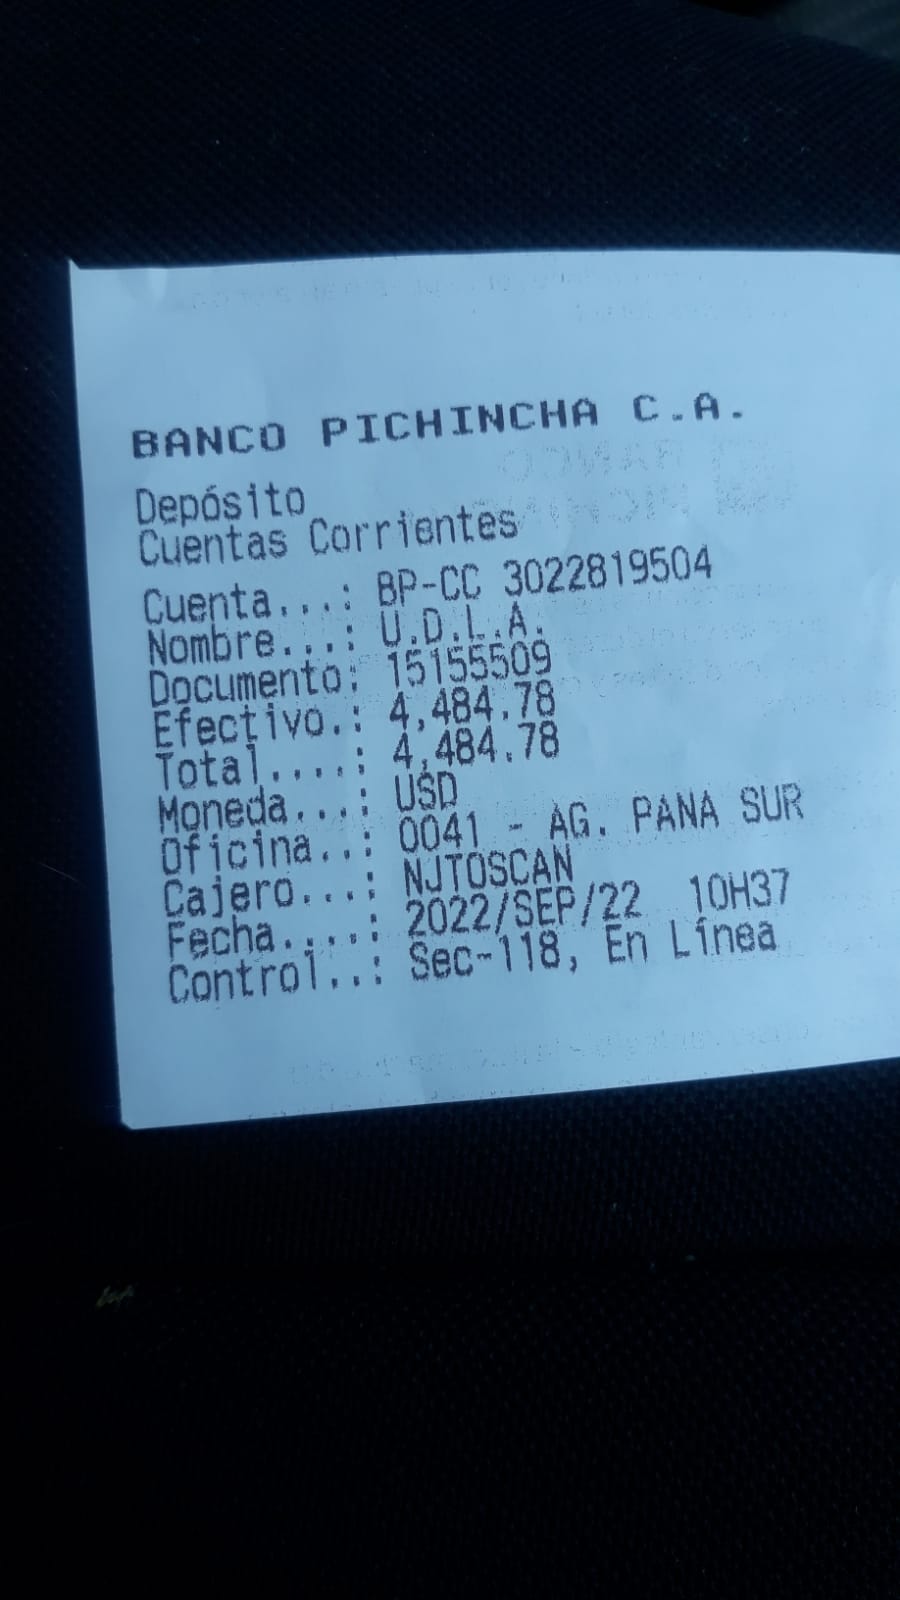 BANCO PICHINCHA C.A.
Depósito
Cuentas Corrientes
Cuenta...: BP-CC 3022819504
Nombre...: U.D.L.A.
Documento: 15155509
Efectivo.: 4,484.78
Total....: 4,484.78
Moneda...: USD
Oficina..: 0041 - AG. PANA SUR
Cajero...: NJTOSCAN
Fecha....: 2022/SEP/22 10H37
Control..: Sec-118, En Línea